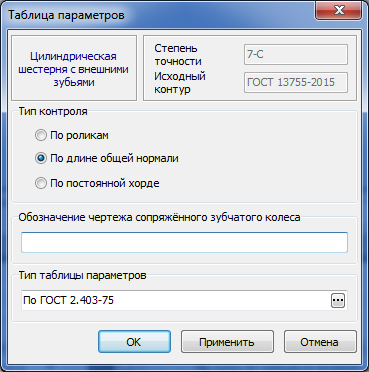 Таблица параметров
Цилиндрическая
шестерня с внешними
зубьями
Степень
точности
7-C
Исходный
контур
ГОСТ 13755-2015
Тип контроля
По роликам
По длине общей нормали
По постоянной хорде
Обозначение чертежа сопряжённого зубчатого колеса
Тип таблицы параметров
По ГОСТ 2.403-75
...
OK
Применить
Отмена